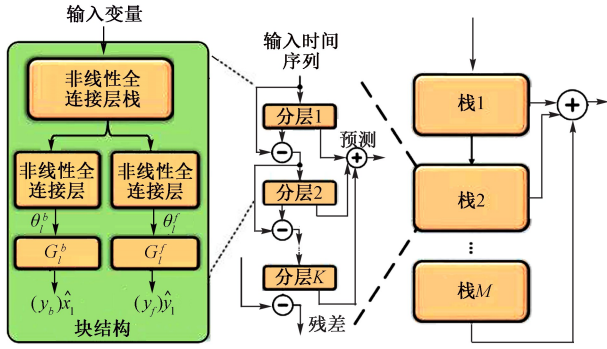 输入变量
非线性全
连接层栈
非线性全
连接层
非线性全
连接层
θ_l^b
θ_l^f
G_l^b
G_l^f
(y_b)x̂_1
(y_f)ŷ_1
块结构
输入时间
序列
分层1
预测
分层2
分层K
残差
栈1
栈2
栈M